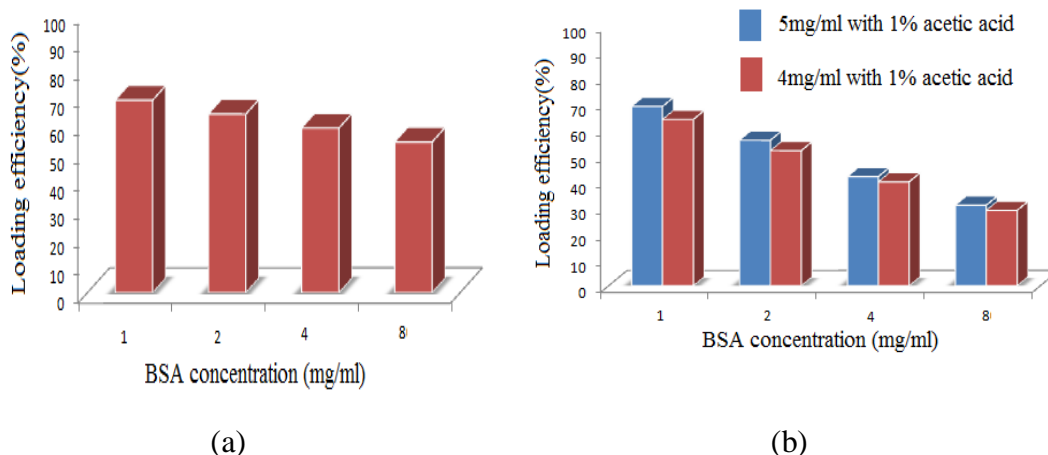 Loading efficiency(%)
100
90
80
70
60
50
40
30
20
10
0
1 2 4 8
BSA concentration (mg/ml)
(a)
5mg/ml with 1% acetic acid
4mg/ml with 1% acetic acid
Loading efficiency(%)
100
90
80
70
60
50
40
30
20
10
0
1 2 4 8
BSA concentration (mg/ml)
(b)